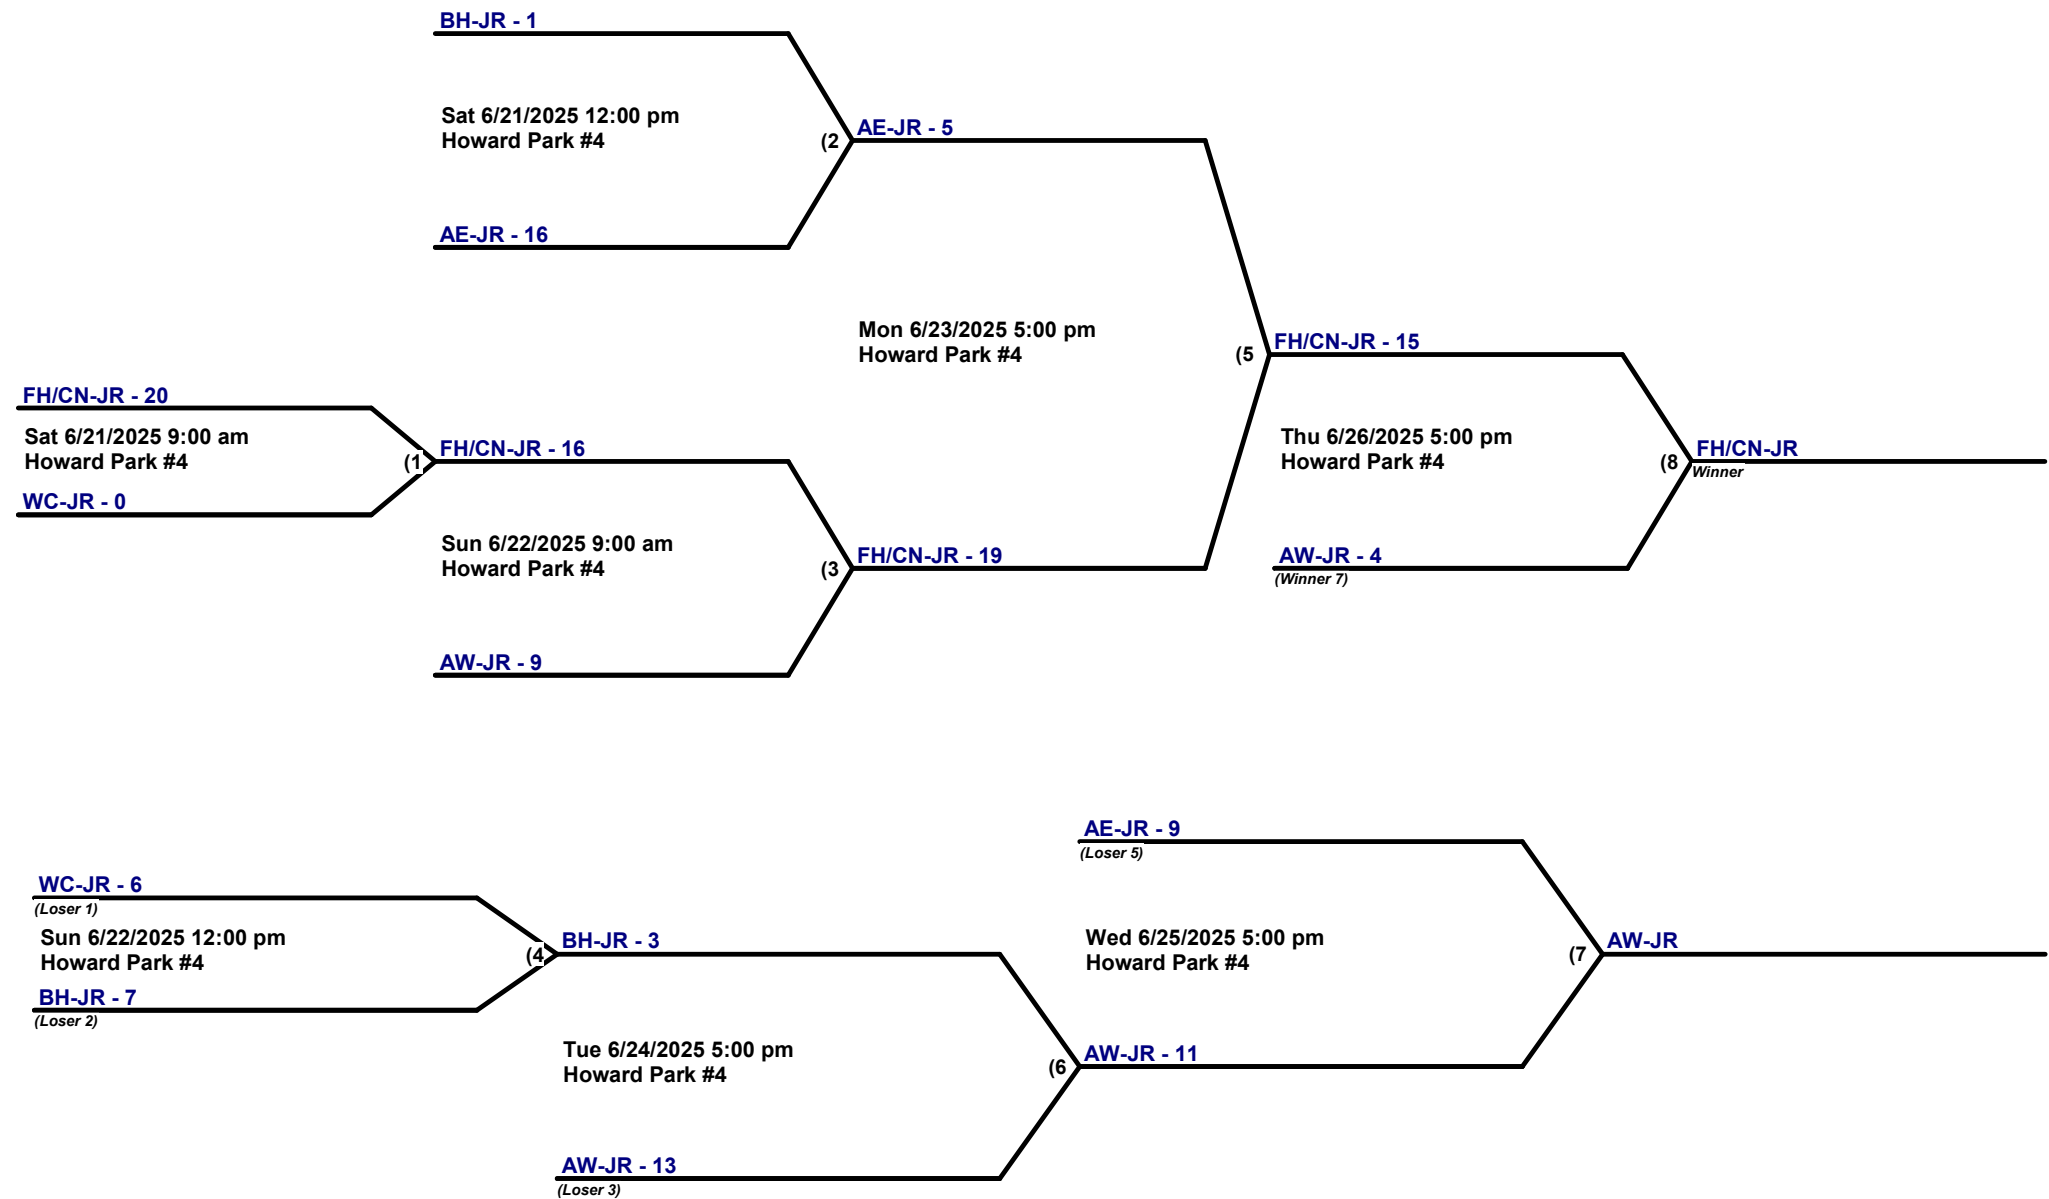 BH-JR - 1
Sat 6/21/2025 12:00 pm
Howard Park #4
(2
AE-JR - 5
AE-JR - 16
Mon 6/23/2025 5:00 pm
Howard Park #4
(5
FH/CN-JR - 15
FH/CN-JR - 20
Sat 6/21/2025 9:00 am
Howard Park #4
(1
WC-JR - 0
FH/CN-JR - 16
Sun 6/22/2025 9:00 am
Howard Park #4
(3
FH/CN-JR - 19
AW-JR - 9
Thu 6/26/2025 5:00 pm
Howard Park #4
(8
FH/CN-JR
Winner
AW-JR - 4
(Winner 7)
WC-JR - 6
(Loser 1)
Sun 6/22/2025 12:00 pm
Howard Park #4
(4
BH-JR - 7
(Loser 2)
BH-JR - 3
Tue 6/24/2025 5:00 pm
Howard Park #4
(6
AW-JR - 13
(Loser 3)
AE-JR - 9
(Loser 5)
Wed 6/25/2025 5:00 pm
Howard Park #4
(7
AW-JR
AW-JR - 11